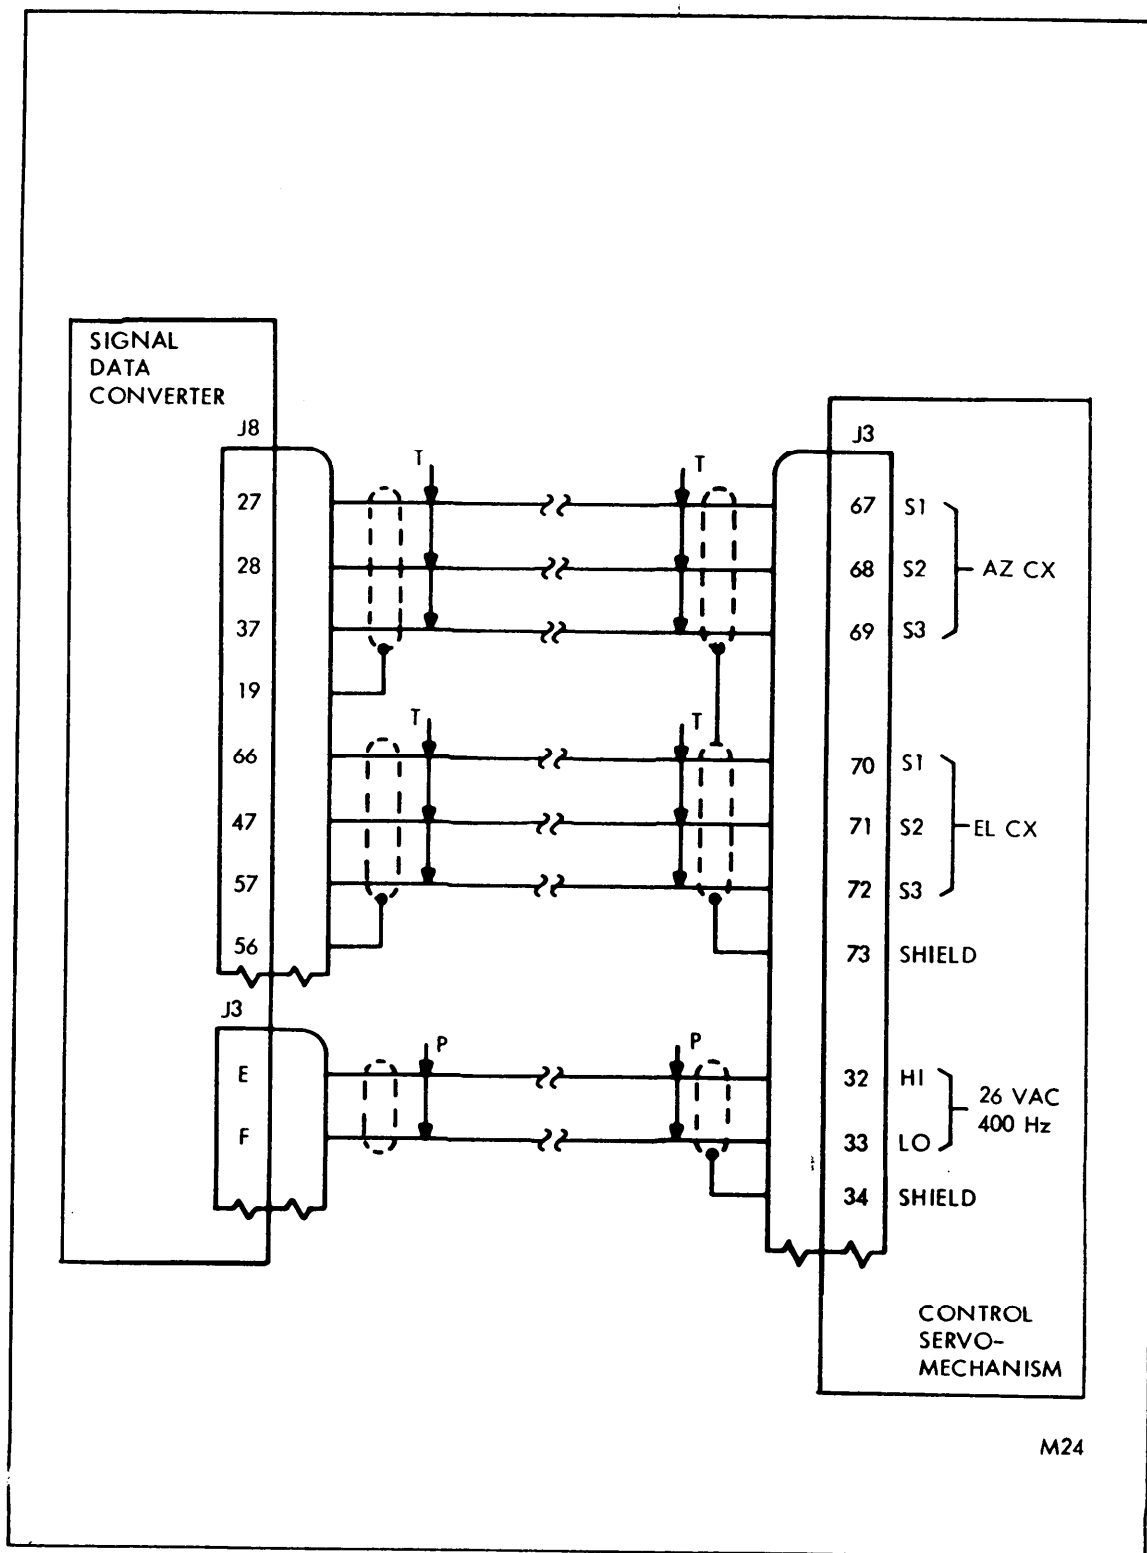 SIGNAL
DATA
CONVERTER
J8
J3
T
T
27
67 S1
28
68 S2
AZ CX
37
69 S3
19
T
T
66
70 S1
47
71 S2
EL CX
57
72 S3
56
73 SHIELD
J3
P
P
E
32 HI
26 VAC
400 Hz
F
33 LO
34 SHIELD
CONTROL
SERVO-
MECHANISM
M24